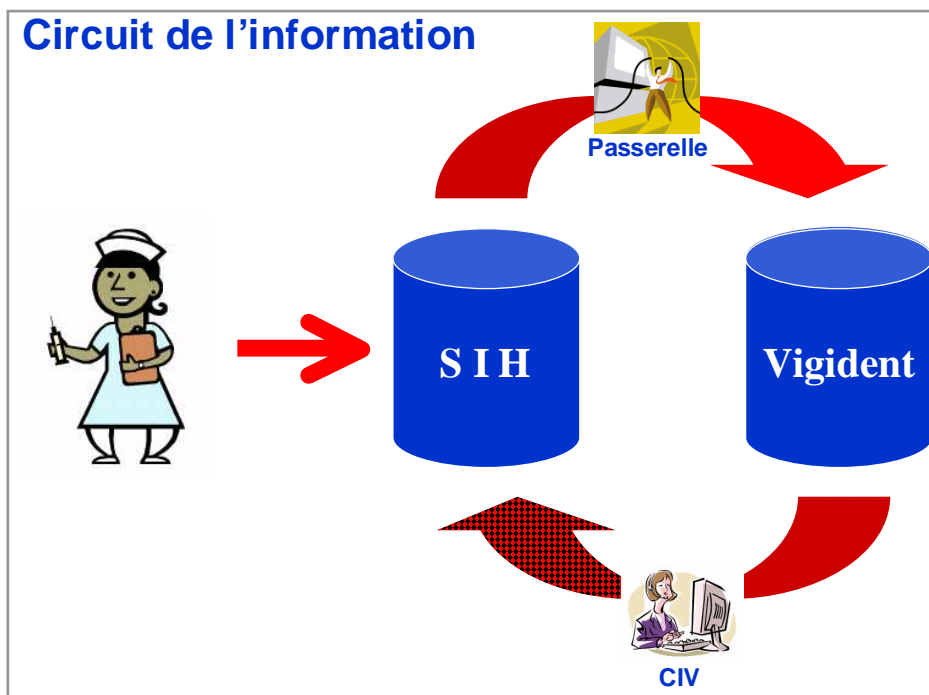 Circuit de l’information
Passerelle
S I H
Vigident
CIV